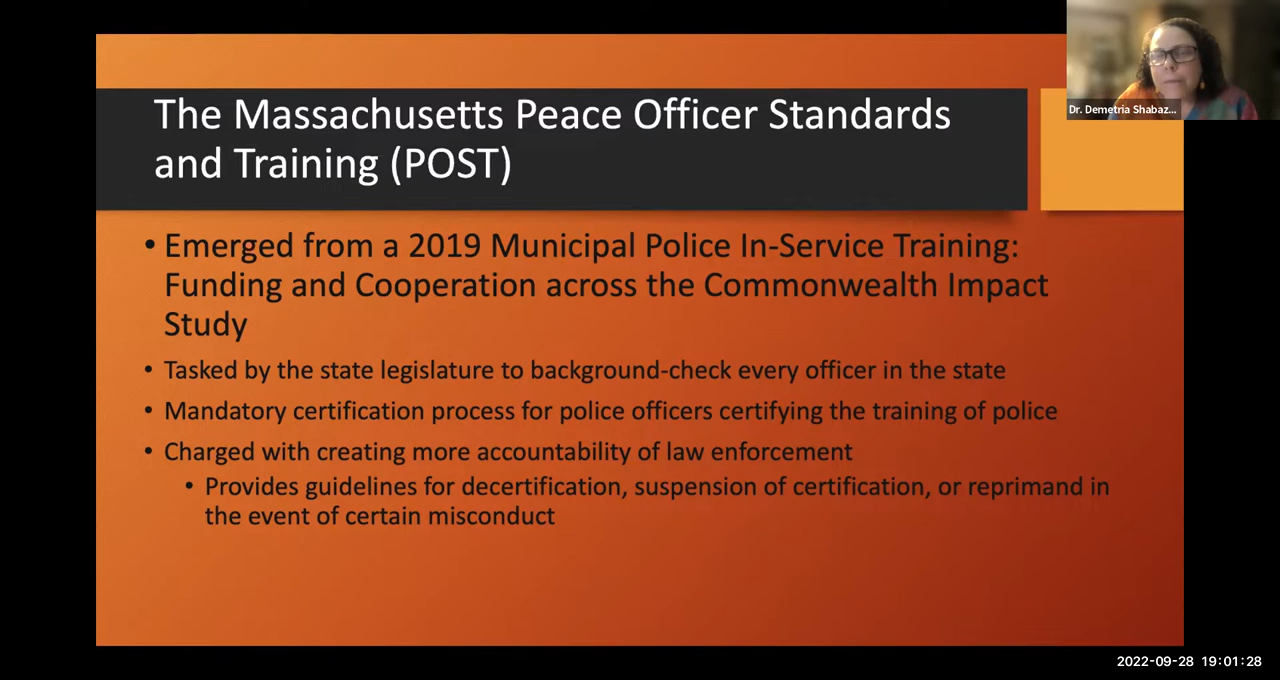 The Massachusetts Peace Officer Standards
and Training (POST)
Dr. Demetria Shabaz...
• Emerged from a 2019 Municipal Police In-Service Training:
Funding and Cooperation across the Commonwealth Impact
Study
• Tasked by the state legislature to background-check every officer in the state
• Mandatory certification process for police officers certifying the training of police
• Charged with creating more accountability of law enforcement
• Provides guidelines for decertification, suspension of certification, or reprimand in
the event of certain misconduct
2022-09-28 19:01:28